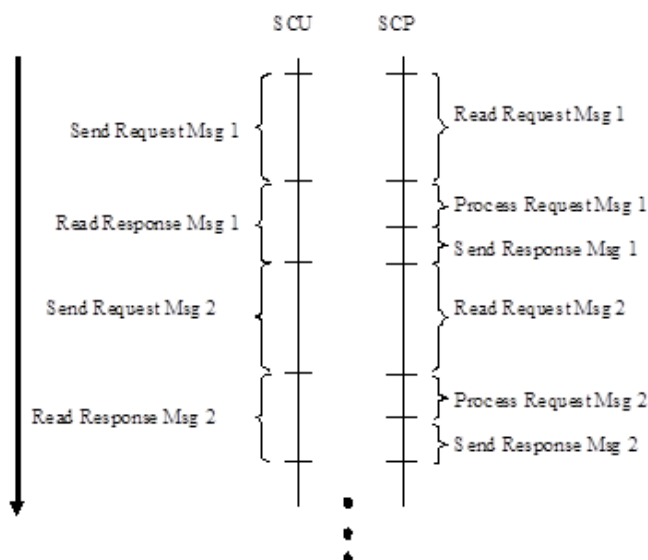 SCU SCP
Send Request Msg 1
Read Request Msg 1
Read Response Msg 1
Process Request Msg 1
Send Response Msg 1
Send Request Msg 2
Read Request Msg 2
Read Response Msg 2
Process Request Msg 2
Send Response Msg 2